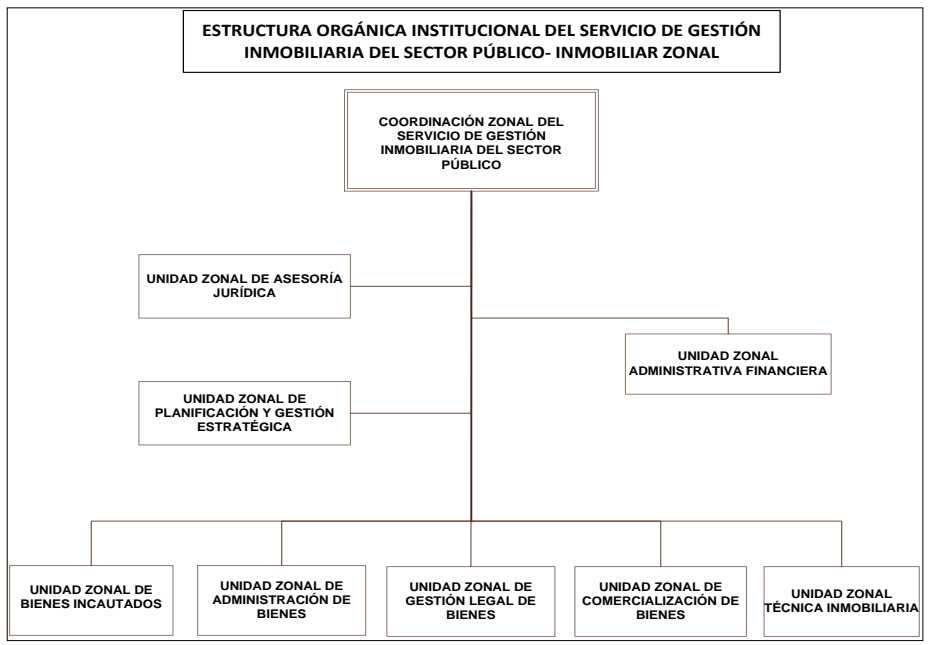 ESTRUCTURA ORGÁNICA INSTITUCIONAL DEL SERVICIO DE GESTIÓN
INMOBILIARIA DEL SECTOR PÚBLICO- INMOBILIAR ZONAL
COORDINACIÓN ZONAL DEL
SERVICIO DE GESTIÓN
INMOBILIARIA DEL SECTOR
PÚBLICO
UNIDAD ZONAL DE ASESORÍA
JURÍDICA
UNIDAD ZONAL
ADMINISTRATIVA FINANCIERA
UNIDAD ZONAL DE
PLANIFICACIÓN Y GESTIÓN
ESTRATÉGICA
UNIDAD ZONAL DE
BIENES INCAUTADOS
UNIDAD ZONAL DE
ADMINISTRACIÓN DE
BIENES
UNIDAD ZONAL DE
GESTIÓN LEGAL DE
BIENES
UNIDAD ZONAL DE
COMERCIALIZACIÓN DE
BIENES
UNIDAD ZONAL
TÉCNICA INMOBILIARIA